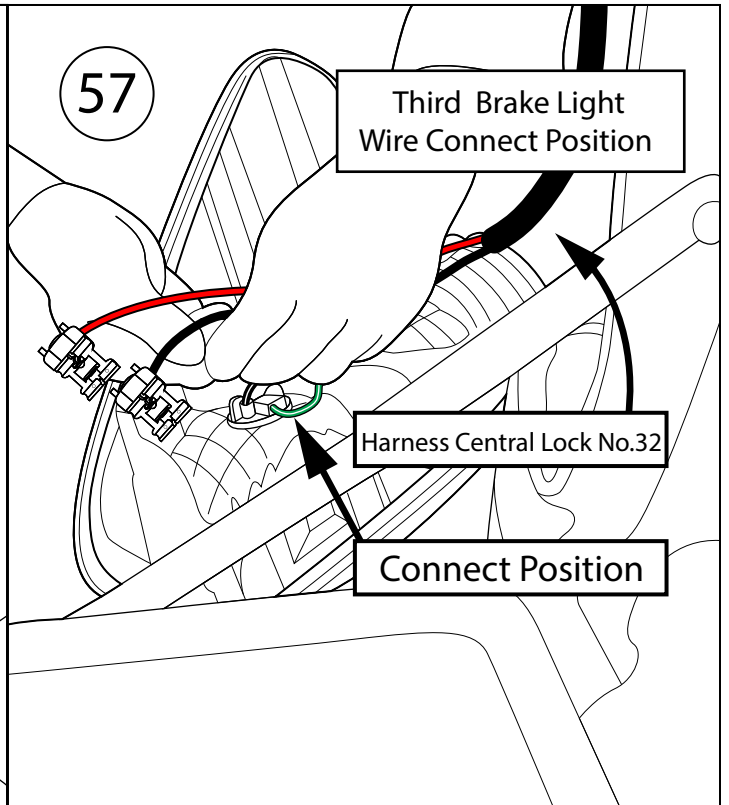 57
Third Brake Light
Wire Connect Position
Harness Central Lock No.32
Connect Position